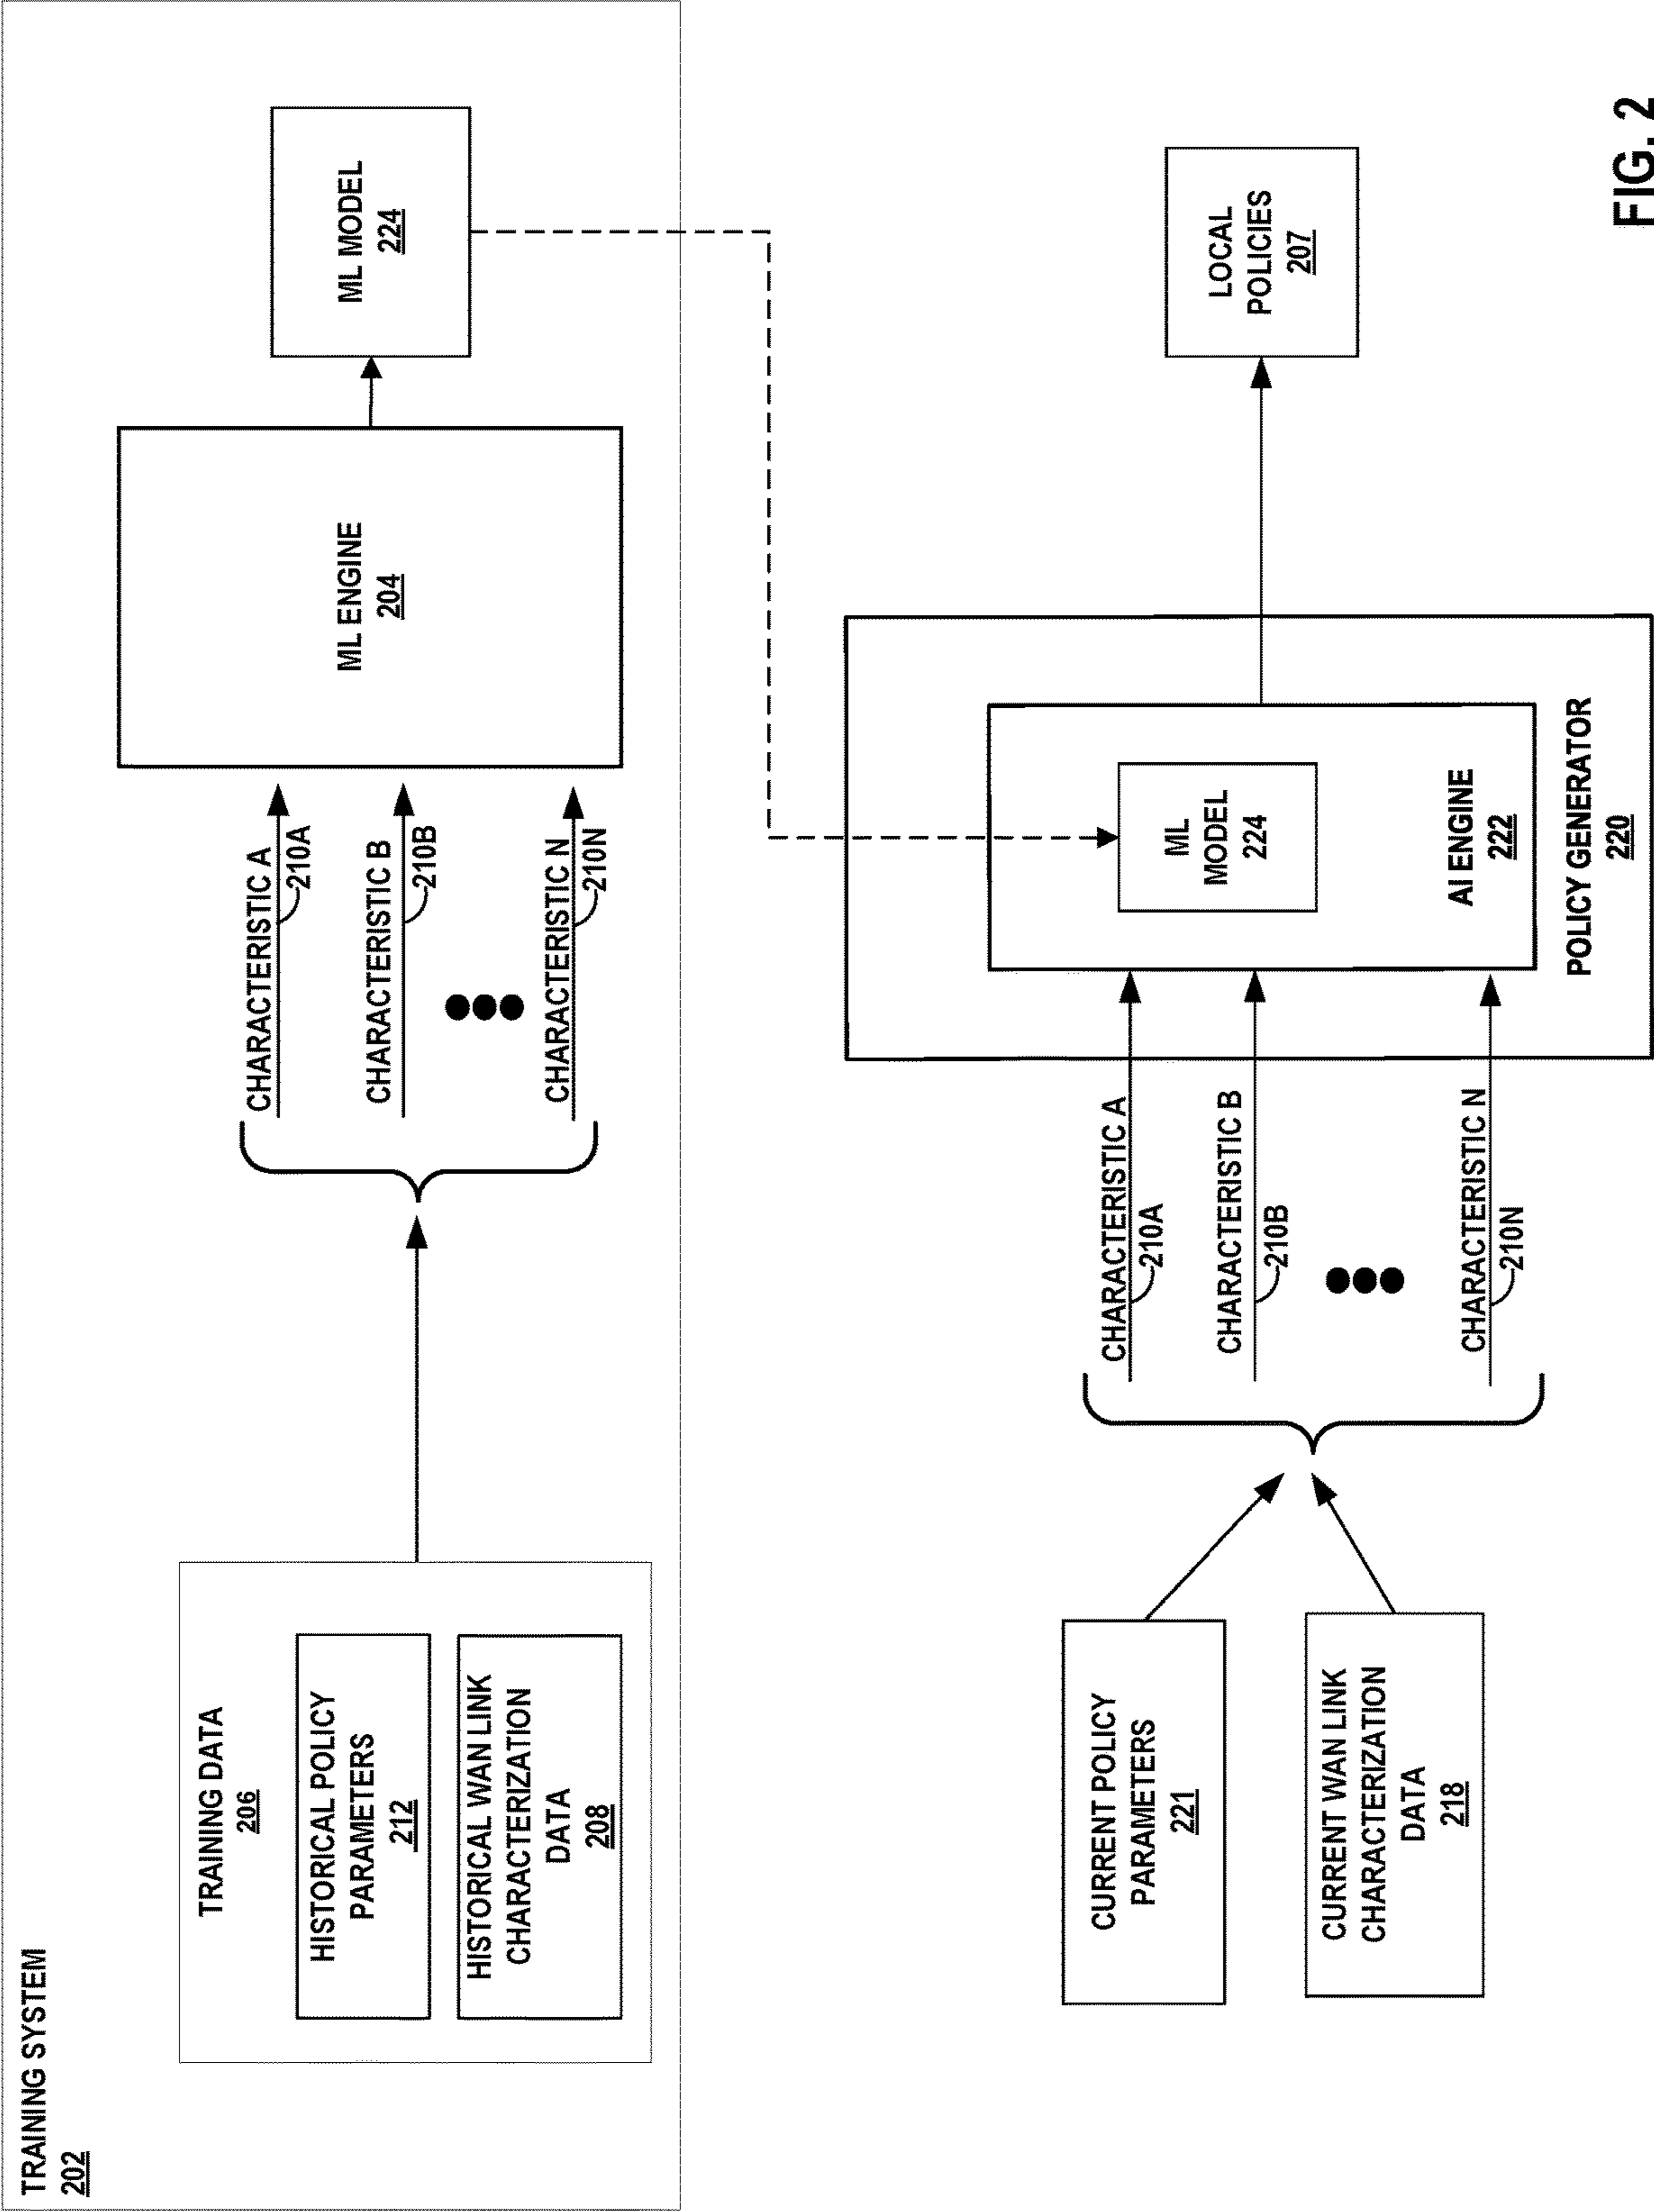 TRAINING SYSTEM
202
TRAINING DATA
206
HISTORICAL POLICY
PARAMETERS
212
HISTORICAL WAN LINK
CHARACTERIZATION
DATA
208
CHARACTERISTIC A
210A
CHARACTERISTIC B
210B
CHARACTERISTIC N
210N
ML ENGINE
204
ML MODEL
224
CURRENT POLICY
PARAMETERS
221
CURRENT WAN LINK
CHARACTERIZATION
DATA
218
CHARACTERISTIC A
210A
CHARACTERISTIC B
210B
CHARACTERISTIC N
210N
ML
MODEL
224
AI ENGINE
222
POLICY GENERATOR
220
LOCAL
POLICIES
207
FIG. 2